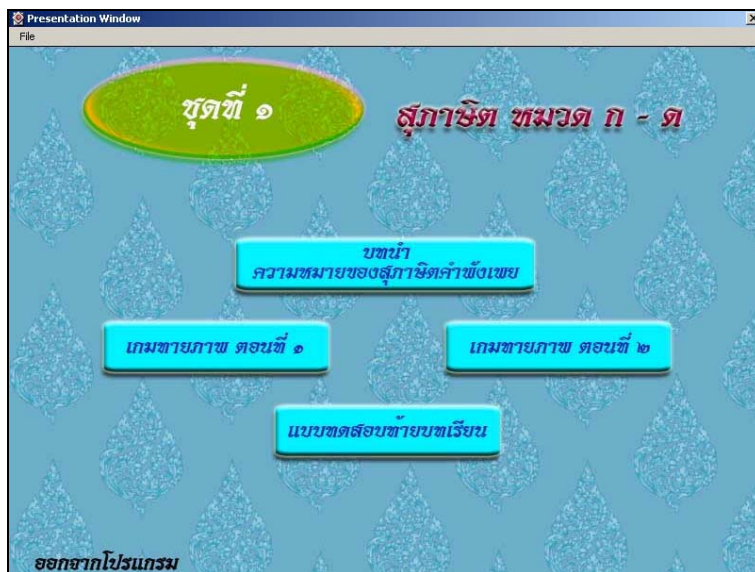 Presentation Window
File
ชุดที่ ๑
สุภาษิต หมวด ก - ด
บทนำ
ความหมายของสุภาษิตคำพังเพย
เกมทายภาพ ตอนที่ ๑
เกมทายภาพ ตอนที่ ๒
แบบทดสอบท้ายบทเรียน
ออกจากโปรแกรม